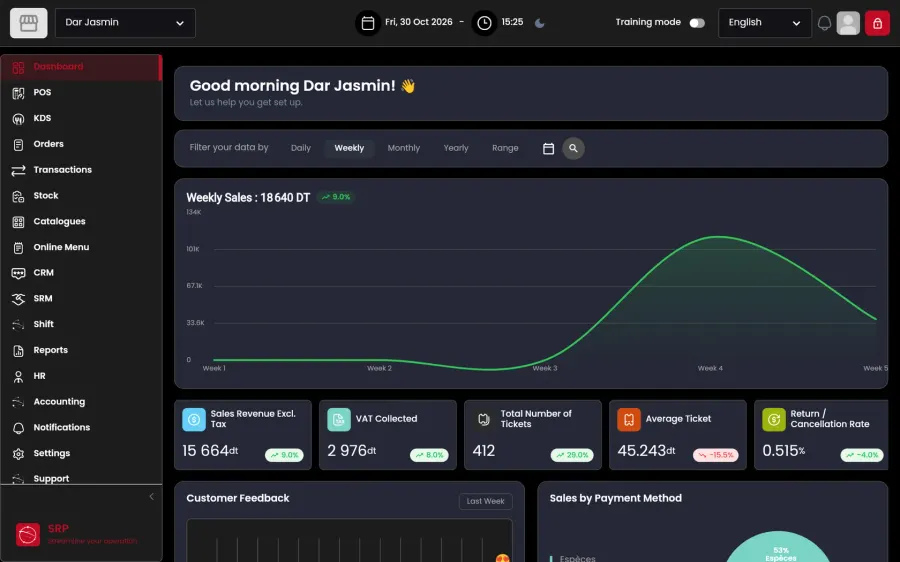 Dar Jasmin
Fri, 30 Oct 2026 - 15:25
Training mode
English
Dashboard
POS
KDS
Orders
Transactions
Stock
Catalogues
Online Menu
CRM
SRM
Shift
Reports
HR
Accounting
Notifications
Settings
Support
SRP
Streamline your operation
Good morning Dar Jasmin! 👋
Let us help you get set up.
Filter your data by Daily Weekly Monthly Yearly Range
Weekly Sales : 18 640 DT 9.0%
134K
101K
67.1K
33.6K
0
Week 1 Week 2 Week 3 Week 4 Week 5
Sales Revenue Excl.
Tax
15 664dt 9.0%
VAT Collected
2 976dt 8.0%
Total Number of
Tickets
412 29.0%
Average Ticket
45.243dt -15.5%
Return /
Cancellation Rate
0.515% -4.0%
Customer Feedback Last Week
Sales by Payment Method
Espèces
53%
Espèces